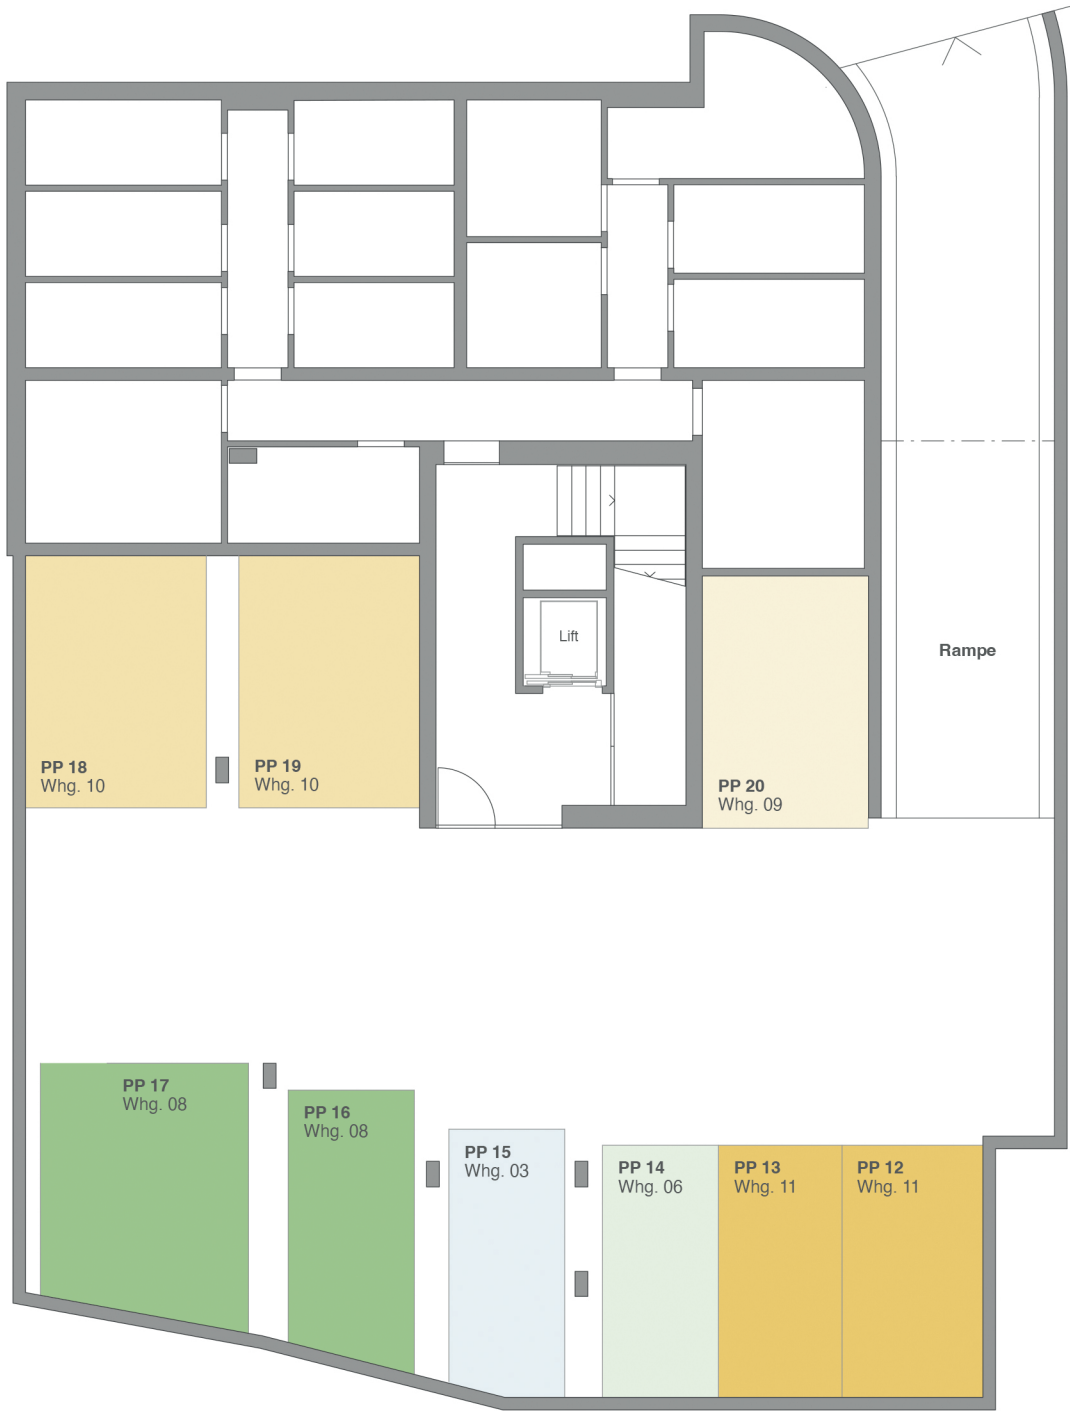 Lift
Rampe
PP 18
Whg. 10
PP 19
Whg. 10
PP 20
Whg. 09
PP 17
Whg. 08
PP 16
Whg. 08
PP 15
Whg. 03
PP 14
Whg. 06
PP 13
Whg. 11
PP 12
Whg. 11